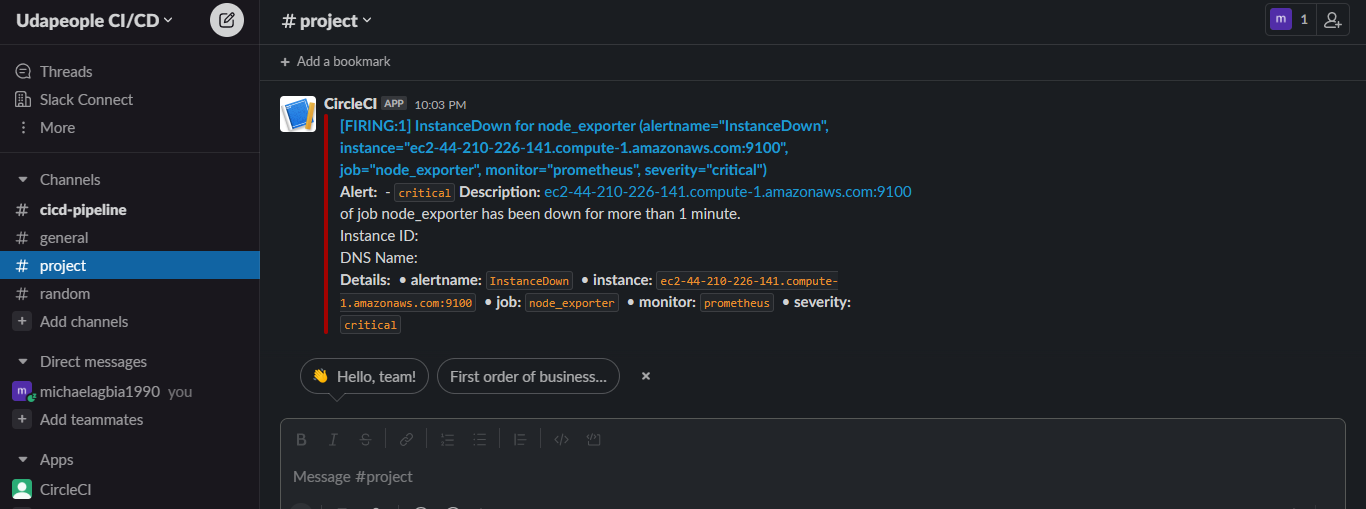 Udapeople CI/CD
Threads
Slack Connect
More
Channels
# cicd-pipeline
# general
# project
# random
+ Add channels
Direct messages
m michaelagbia1990 you
+ Add teammates
Apps
CircleCI
# project
m 1
+ Add a bookmark
CircleCI APP 10:03 PM
[FIRING:1] InstanceDown for node_exporter (alertname="InstanceDown",
instance="ec2-44-210-226-141.compute-1.amazonaws.com:9100",
job="node_exporter", monitor="prometheus", severity="critical")
Alert: - critical Description: ec2-44-210-226-141.compute-1.amazonaws.com:9100
of job node_exporter has been down for more than 1 minute.
Instance ID:
DNS Name:
Details: • alertname: InstanceDown • instance: ec2-44-210-226-141.compute-
1.amazonaws.com:9100 • job: node_exporter • monitor: prometheus • severity:
critical
👋 Hello, team! First order of business... ×
B I S
Message #project